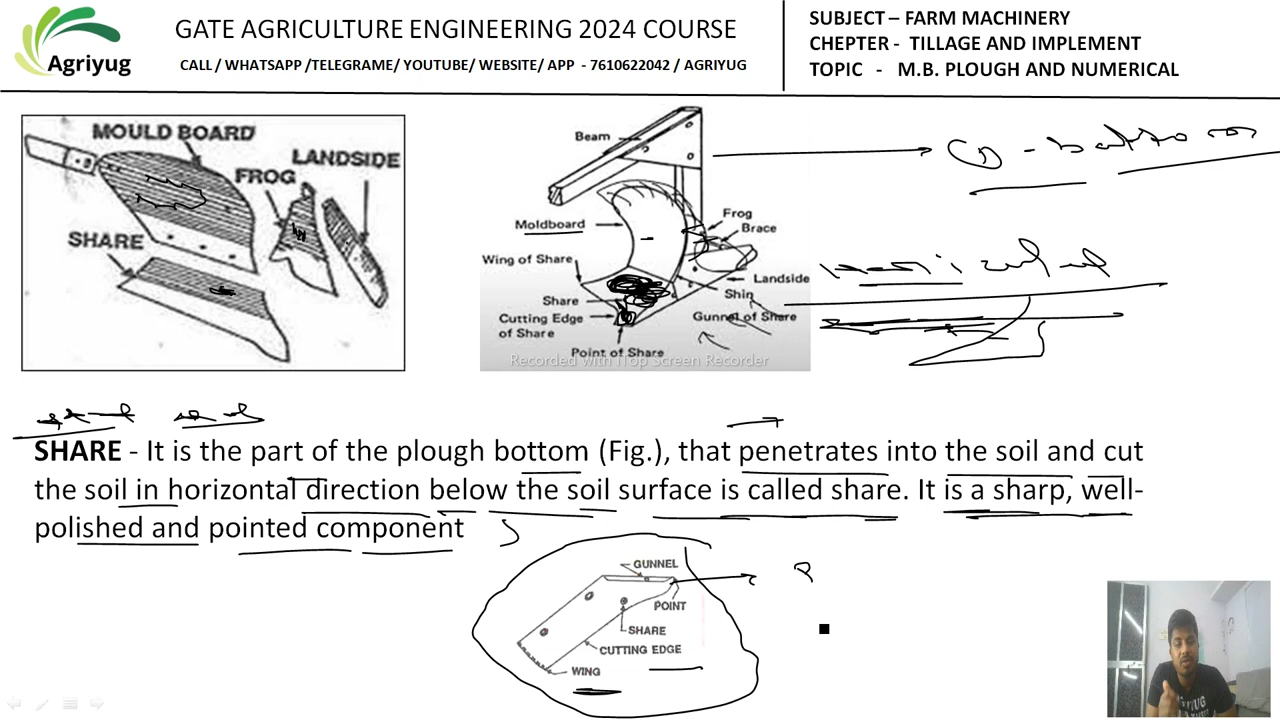 Agriyug
GATE AGRICULTURE ENGINEERING 2024 COURSE
CALL / WHATSAPP /TELEGRAME/ YOUTUBE/ WEBSITE/ APP - 7610622042 / AGRIYUG
SUBJECT – FARM MACHINERY
CHEPTER - TILLAGE AND IMPLEMENT
TOPIC - M.B. PLOUGH AND NUMERICAL
MOULD BOARD
LANDSIDE
FROG
SHARE
Beam
Moldboard
Frog
Brace
Wing of Share
Landside
Shin
Share
Gunnel of Share
Cutting Edge
of Share
Point of Share
Recorded with iTop Screen Recorder
SHARE - It is the part of the plough bottom (Fig.), that penetrates into the soil and cut
the soil in horizontal direction below the soil surface is called share. It is a sharp, well-
polished and pointed component
GUNNEL
POINT
SHARE
CUTTING EDGE
WING